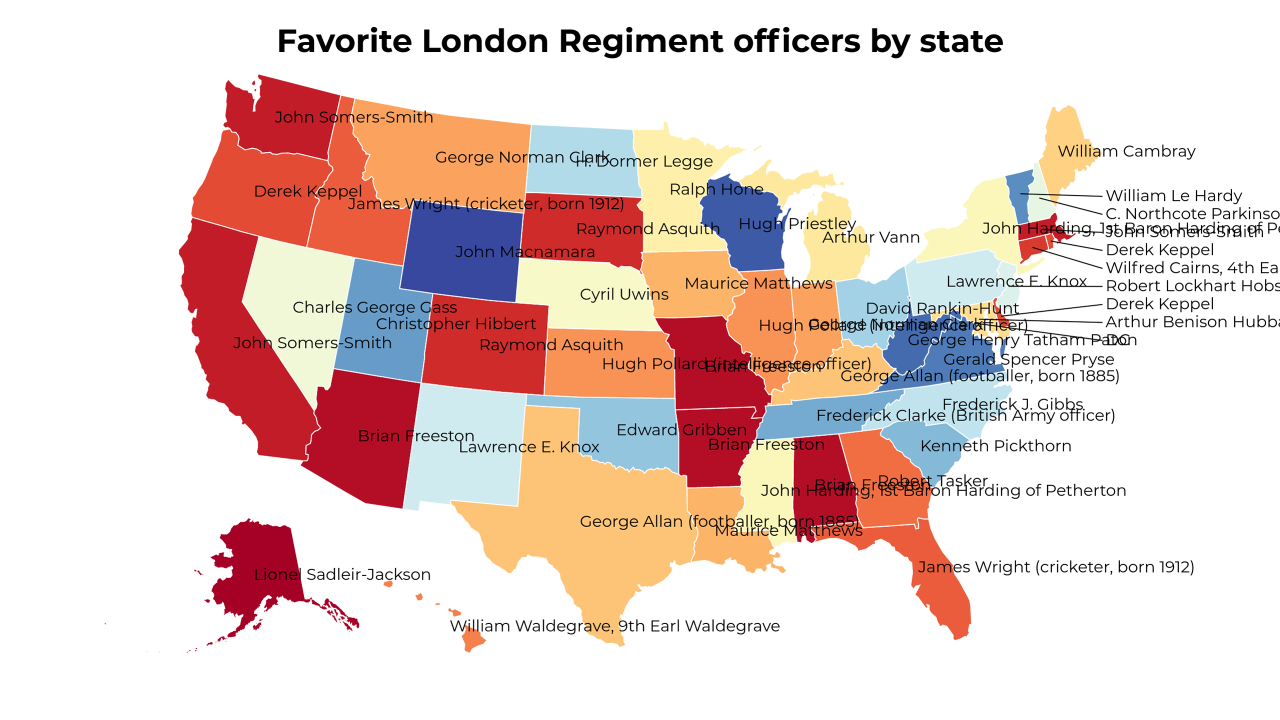 Favorite London Regiment officers by state
John Somers-Smith
William Cambray
George Norman Clark
H. Dormer Legge
Derek Keppel
Ralph Hone
William Le Hardy
James Wright (cricketer, born 1912)
C. Northcote Parkinso
Hugh Priestley
Raymond Asquith
John Harding, 1st Baron Harding of Pe
John Somers-Smith
Arthur Vann
John Macnamara
Derek Keppel
Wilfred Cairns, 4th Ea
Maurice Matthews
Lawrence E. Knox
Robert Lockhart Hobs
Cyril Uwins
Charles George Gass
David Rankin-Hunt
Derek Keppel
Christopher Hibbert
Hugh Pollard (intelligence officer)
George Norman Clark
Arthur Benison Hubba
John Somers-Smith
Raymond Asquith
George Henry Tatham Paton
DC
Hugh Pollard (intelligence officer)
Brian Freeston
Gerald Spencer Pryse
George Allan (footballer, born 1885)
Frederick J. Gibbs
Frederick Clarke (British Army officer)
Brian Freeston
Lawrence E. Knox
Edward Gribben
Brian Freeston
Kenneth Pickthorn
Brian Freeston
Robert Tasker
John Harding, 1st Baron Harding of Petherton
George Allan (footballer, born 1885)
Maurice Matthews
Lionel Sadleir-Jackson
James Wright (cricketer, born 1912)
William Waldegrave, 9th Earl Waldegrave